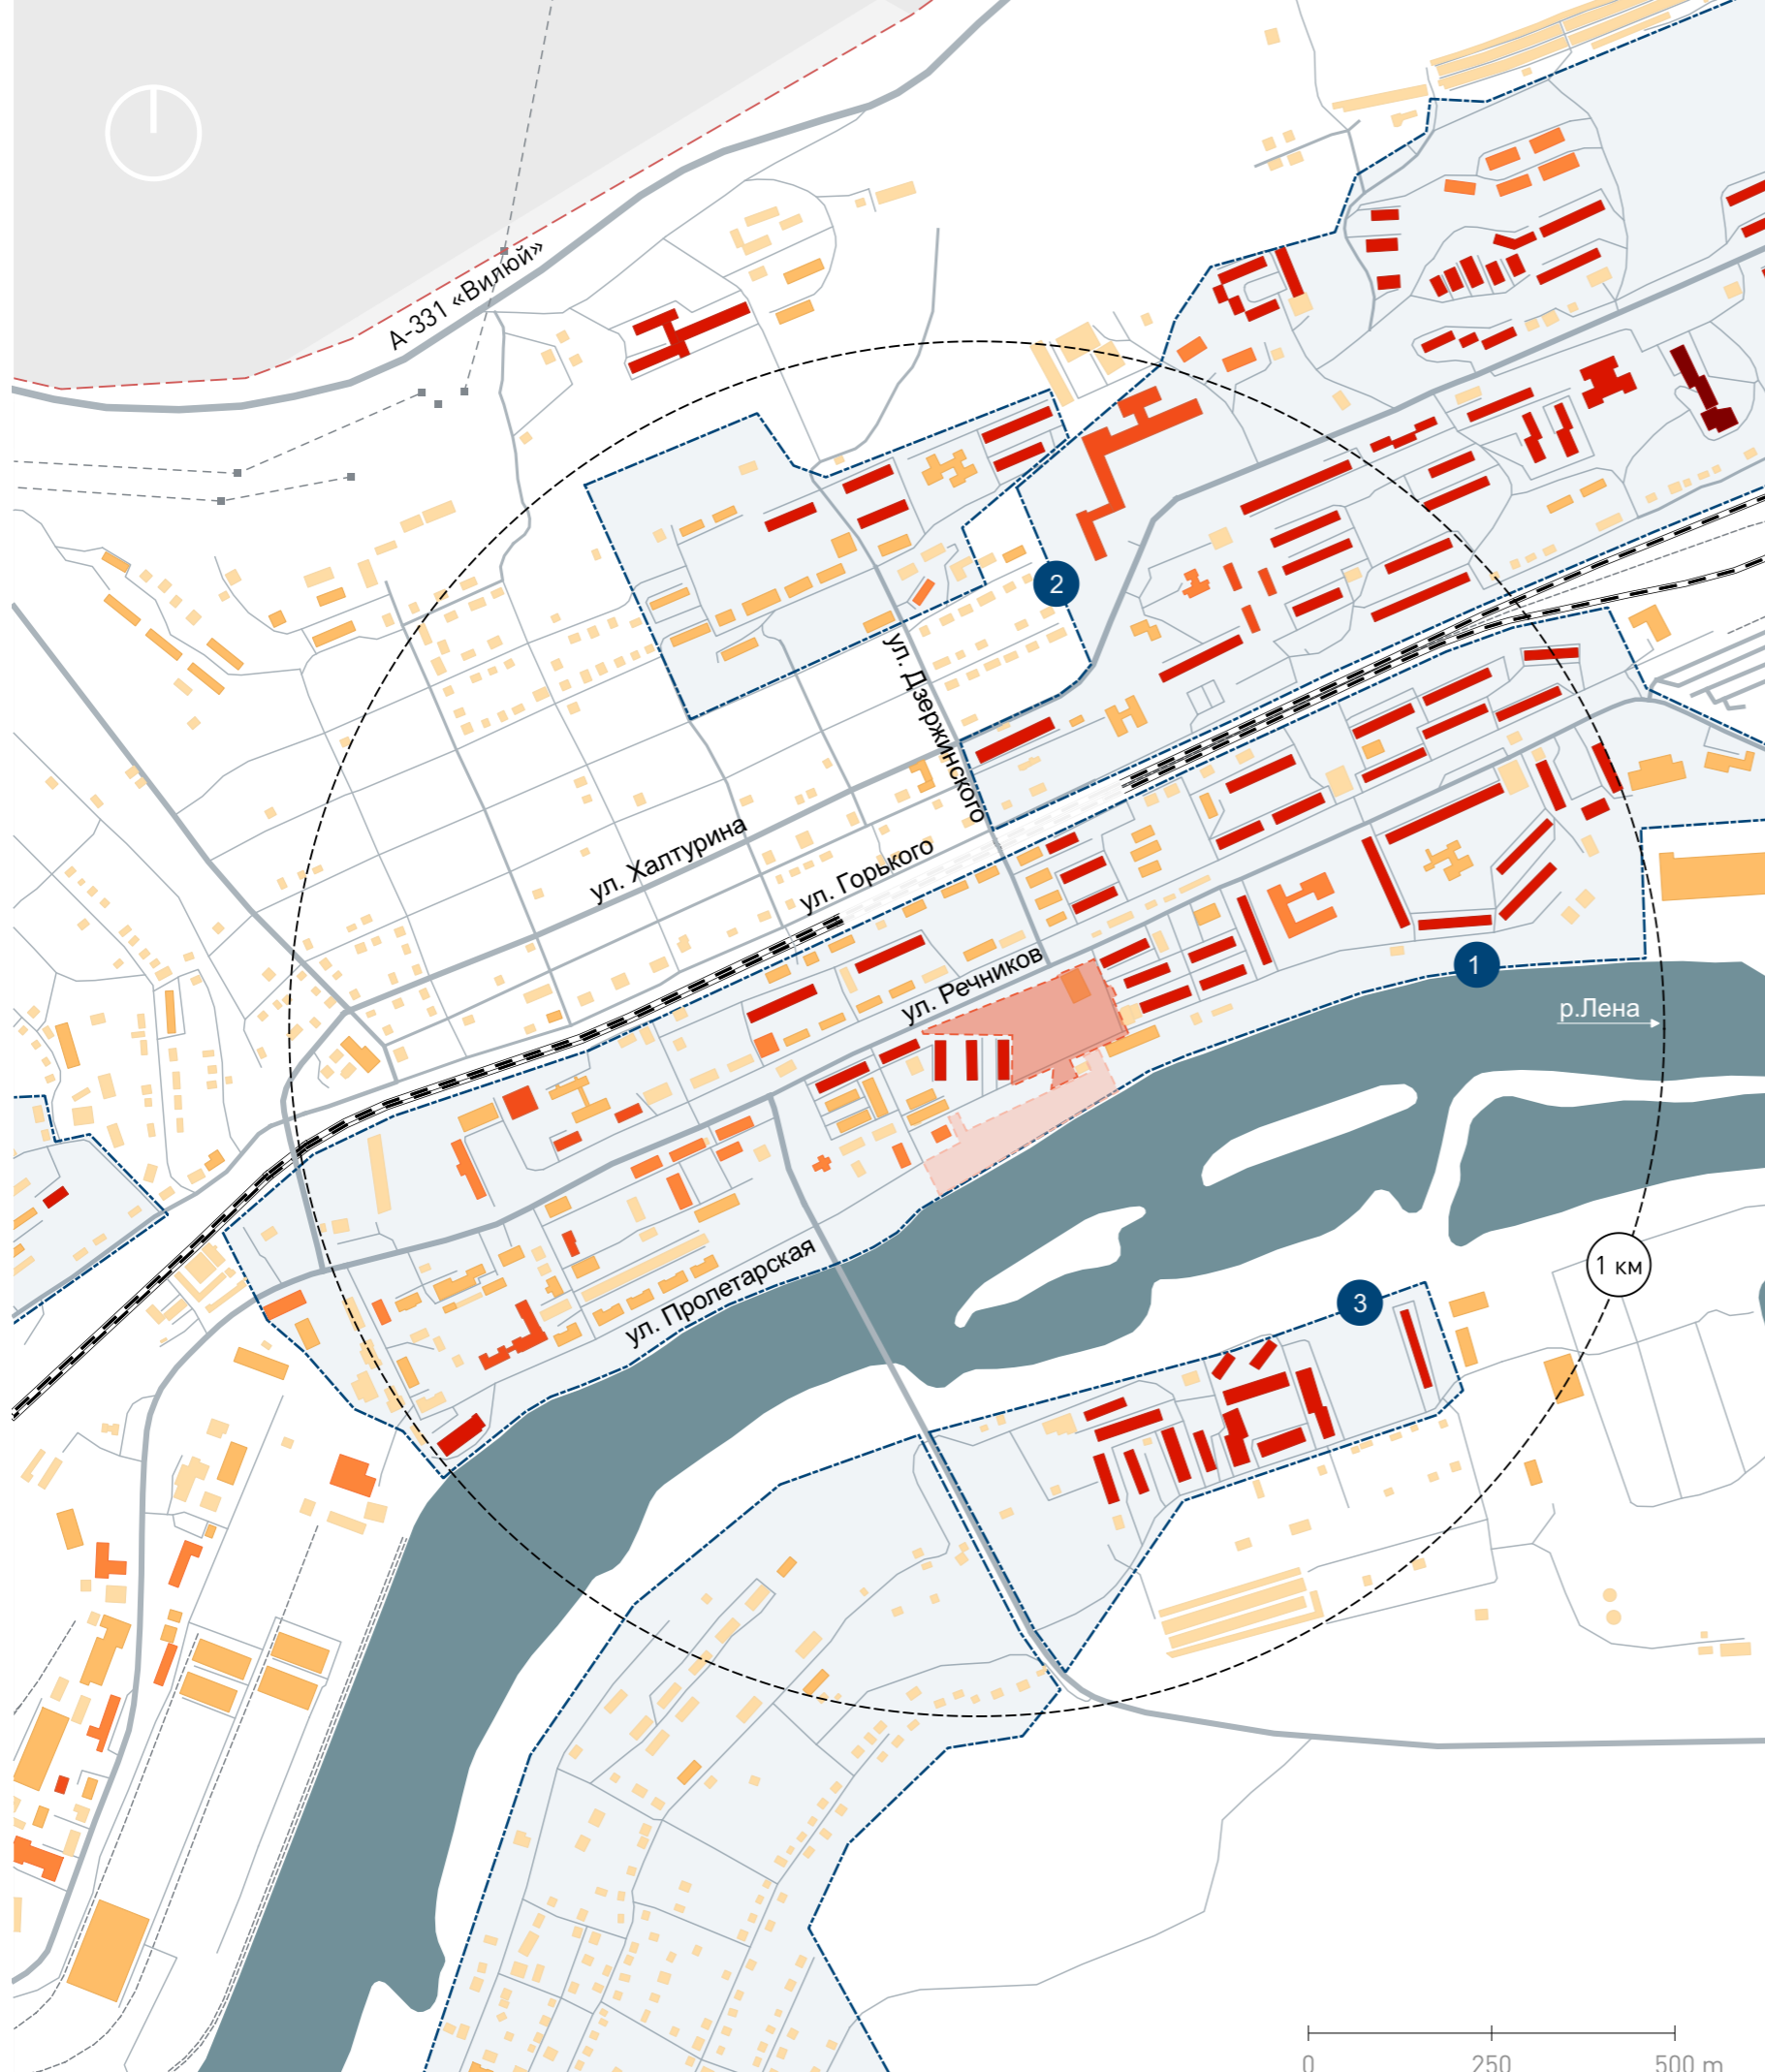 А-331 «Вилюй»
2
ул. Дзержинского
ул. Халтурина
ул. Горького
ул. Речников
1
р.Лена
ул. Пролетарская
1 км
3
0
250
500 m